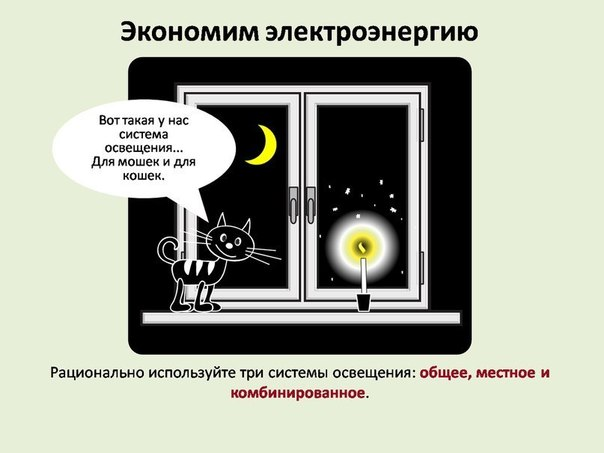 Экономим электроэнергию
Вот такая у нас
система
освещения...
Для мошек и для
кошек.
Рационально используйте три системы освещения: общее, местное и
комбинированное.